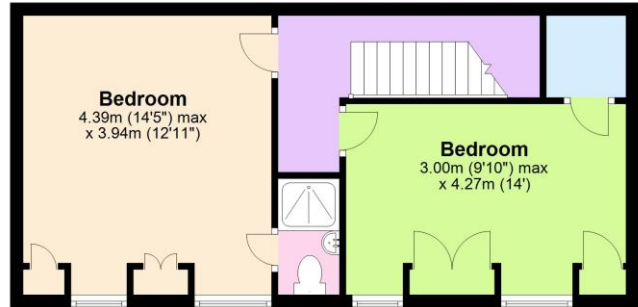 Bedroom
4.39m (14'5") max
x 3.94m (12'11")
Bedroom
3.00m (9'10") max
x 4.27m (14')